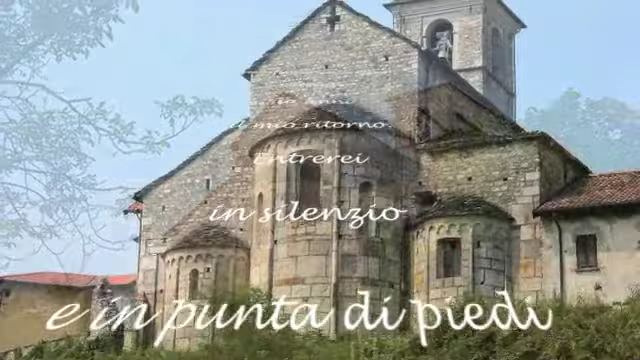 mio ritorno.
Entrerei
in silenzio
e in punta di piedi